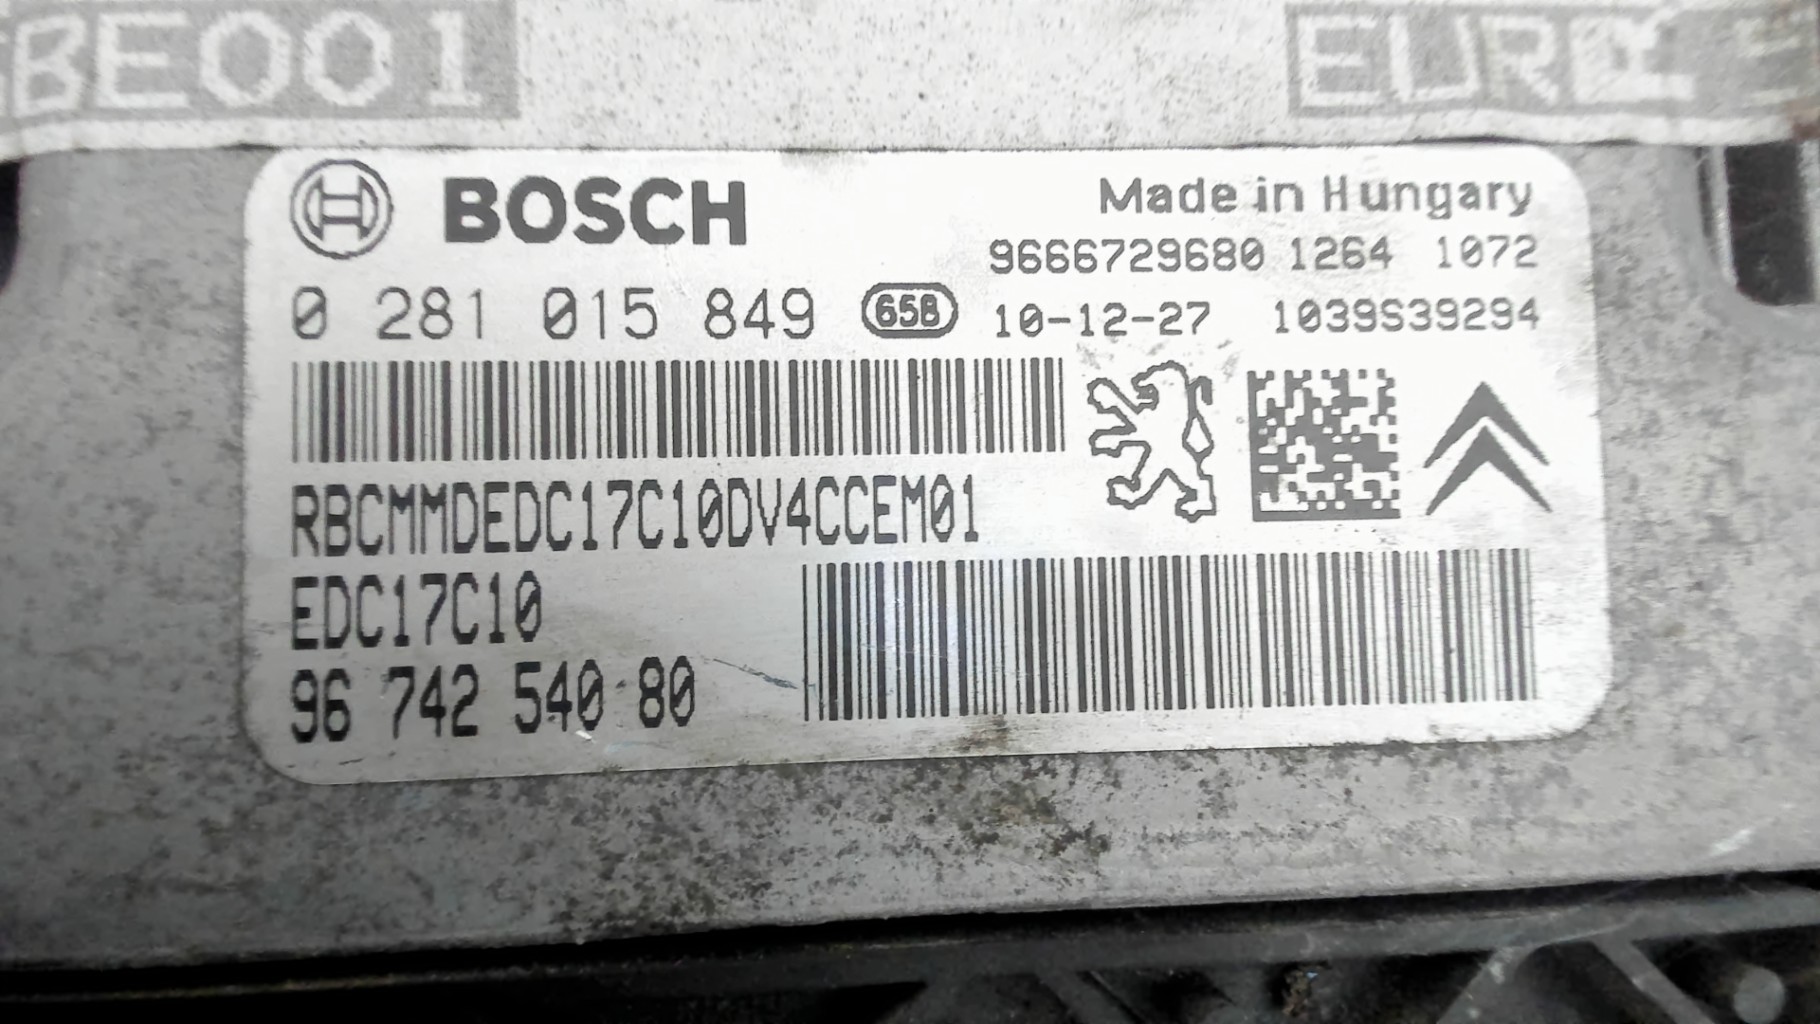 BE001
BOSCH
Made in Hungary
9666729680 1264 1072
0 281 015 849 65B 10-12-27 1039S39294
RBCMMDEDC17C10DV4CCEM01
EDC17C10
96 742 540 80